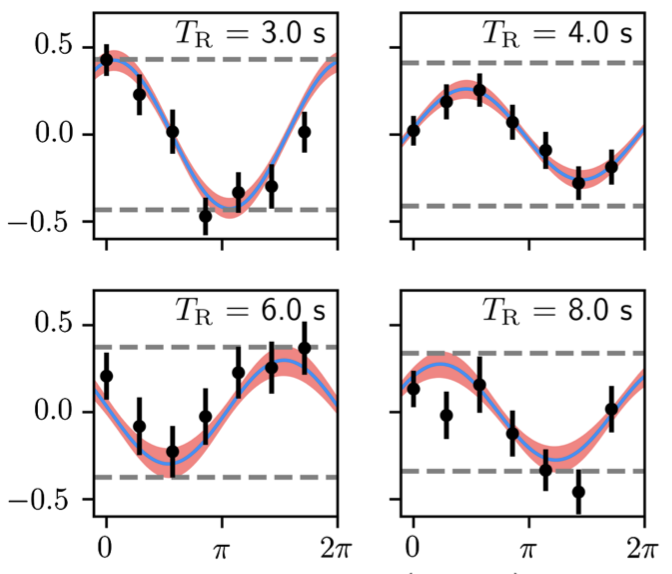 T_R = 3.0 s
T_R = 4.0 s
0.5
0.0
−0.5
T_R = 6.0 s
T_R = 8.0 s
0.5
0.0
−0.5
0 π 2π 0 π 2π